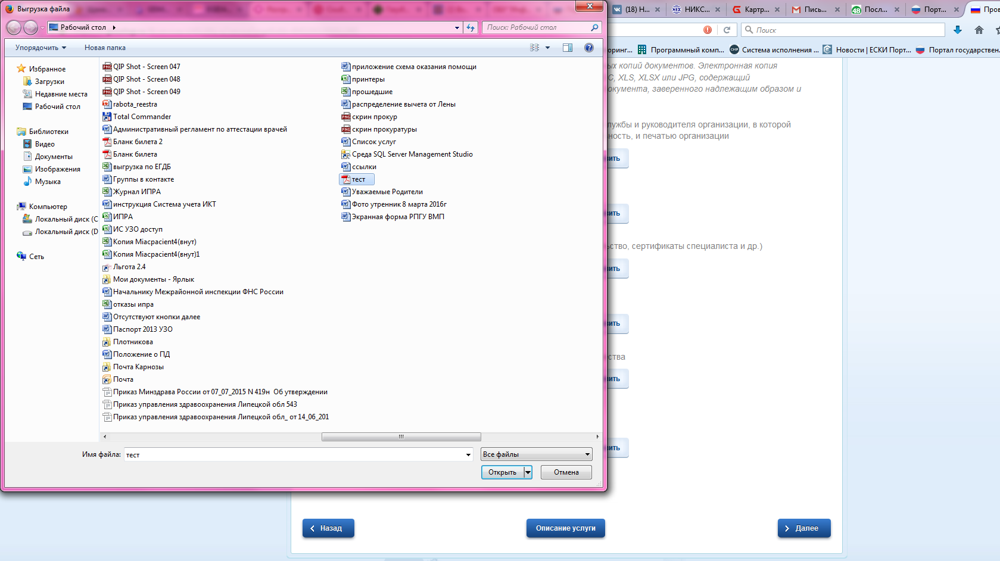 Выгрузка файла
Рабочий стол
Поиск: Рабочий стол
Упорядочить
Новая папка
Избранное
Загрузки
Недавние места
Рабочий стол
Библиотеки
Видео
Документы
Изображения
Музыка
Компьютер
Локальный диск (C
Локальный диск (D
Сеть
QIP Shot - Screen 047
QIP Shot - Screen 048
QIP Shot - Screen 049
rabota_reestra
Total Commander
Административный регламент по аттестации врачей
Бланк билета 2
Бланк билета
выгрузка по ЕГДБ
Группы в контакте
Журнал ИПРА
инструкция Система учета ИКТ
ИПРА
ИС УЗО доступ
Копия Miacpacient4(внут)
Копия Miacpacient4(внут)1
Льгота 2.4
Мои документы - Ярлык
Начальнику Межрайонной инспекции ФНС России
отказы ипра
Отсутствуют кнопки далее
Паспорт 2013 УЗО
Плотникова
Положение о ПД
Почта Карнозы
Почта
Приказ Минздрава России от 07_07_2015 N 419н Об утверждении
Приказ управления здравоохранения Липецкой обл 543
Приказ управления здравоохранения Липецкой обл_ от 14_06_201
приложение схема оказания помощи
принтеры
прошедшие
распределение вычета от Лены
скрин прокур
скрин прокуратуры
Список услуг
Среда SQL Server Management Studio
ссылки
тест
Уважаемые Родители
Фото утренник 8 марта 2016г
Экранная форма РПГУ ВМП
Имя файла:
тест
Все файлы
Открыть
Отмена
(18) Н...
НИКС...
Картр...
Пись...
Посл...
Порт...
Про
Поиск
оринг...
Программный комп...
Система исполнения ...
Новости | ЕСКИ Порт...
Портал государствен
ых копий документов. Электронная копия
C, XLS, XLSX или JPG, содержащий
окумента, заверенного надлежащим образом и
лужбы и руководителя организации, в которой
ность, и печатью организации
ить
ить
ьство, сертификаты специалиста и др.)
ить
ить
ства
ить
ить
Назад
Описание услуги
Далее